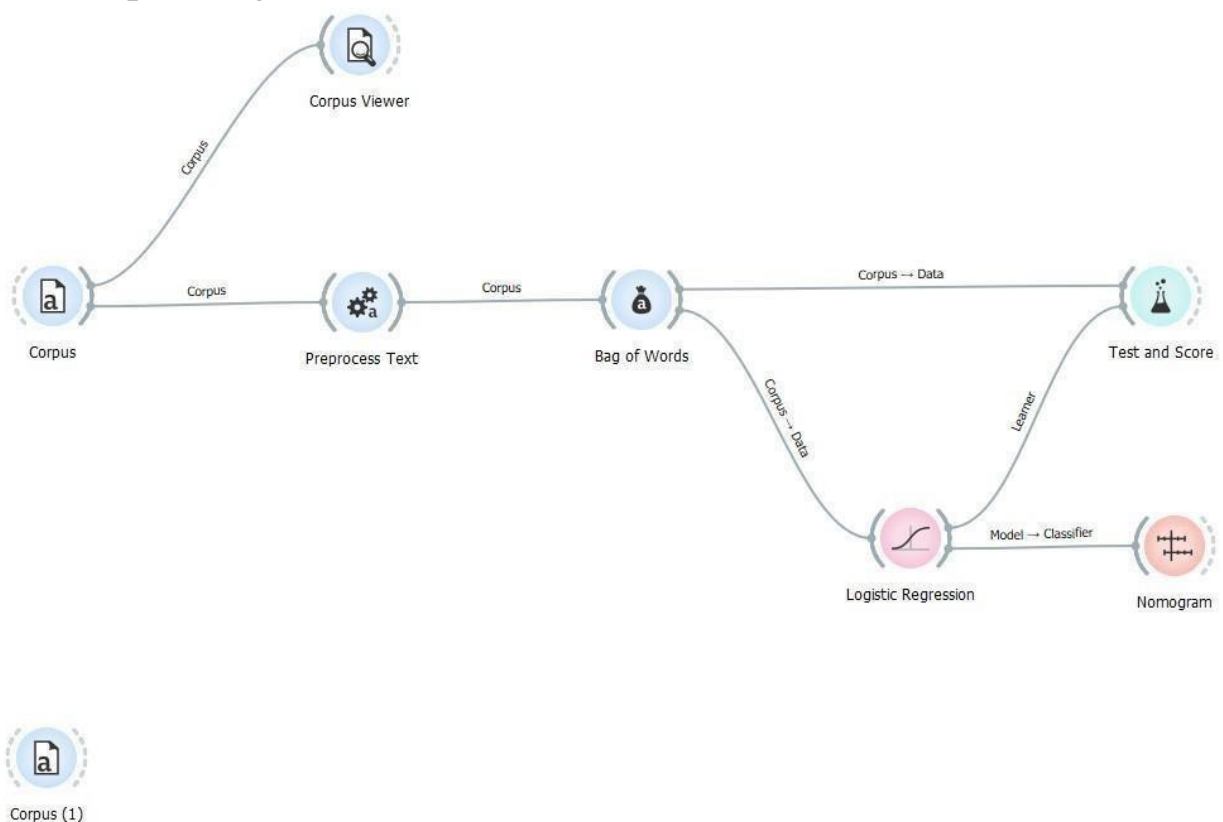 Corpus Viewer
Corpus
Corpus
Corpus
Corpus → Data
Corpus
Preprocess Text
Bag of Words
Test and Score
Corpus → Data
Learner
Model → Classifier
Logistic Regression
Nomogram
Corpus (1)